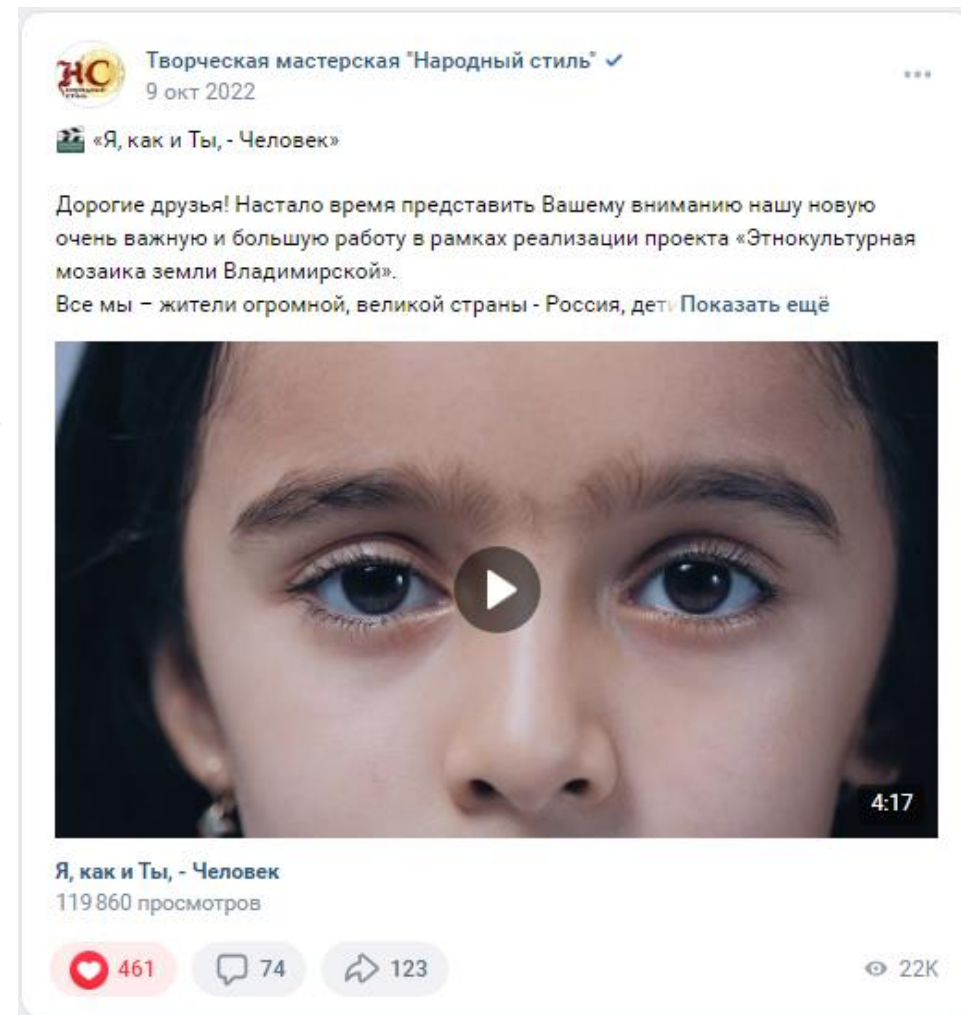 НС
Творческая мастерская "Народный стиль"
9 окт 2022
«Я, как и Ты, - Человек»
Дорогие друзья! Настало время представить Вашему вниманию нашу новую
очень важную и большую работу в рамках реализации проекта «Этнокультурная
мозаика земли Владимирской».
Все мы – жители огромной, великой страны - Россия, дети Показать ещё
4:17
Я, как и Ты, - Человек
119 860 просмотров
461 74 123 22K